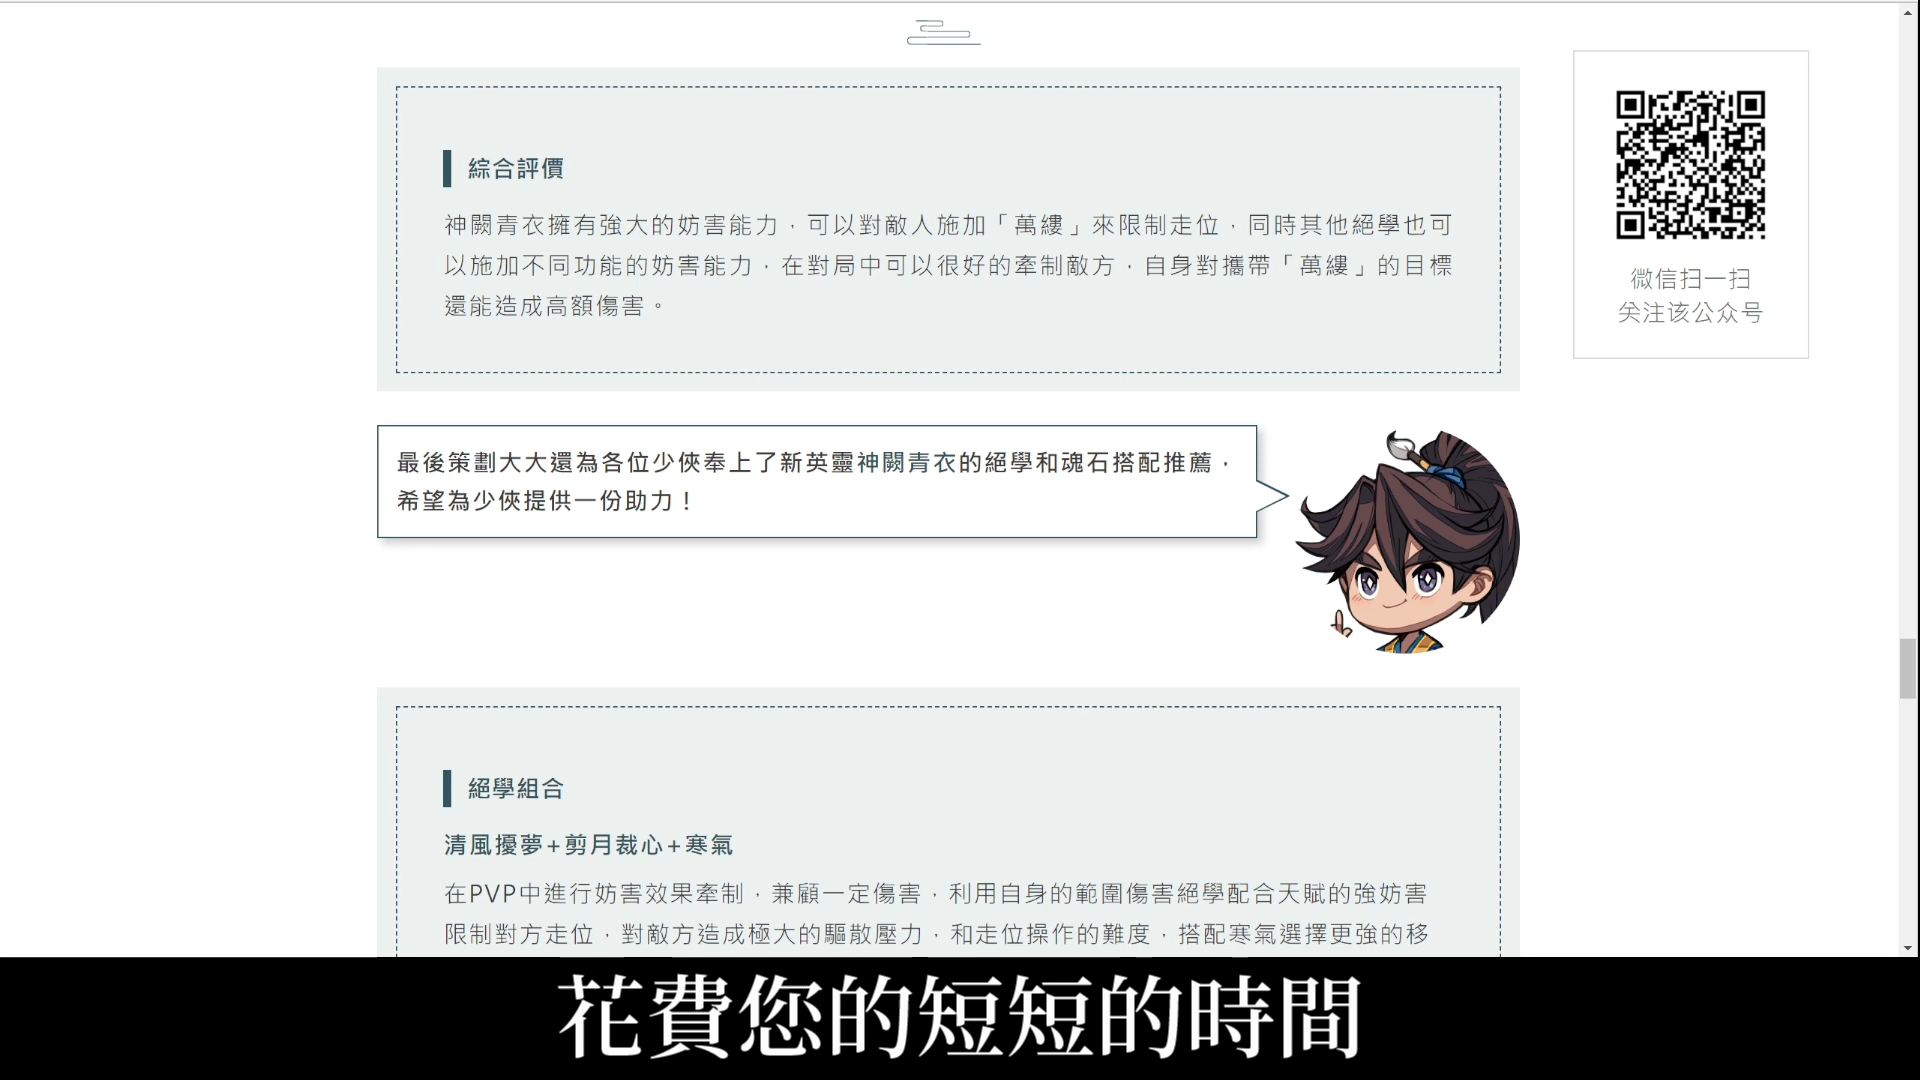 綜合評價
神闕青衣擁有強大的妨害能力，可以對敵人施加「萬縷」來限制走位，同時其他絕學也可
以施加不同功能的妨害能力，在對局中可以很好的牽制敵方，自身對攜帶「萬縷」的目標
還能造成高額傷害。
微信扫一扫
关注该公众号
最後策劃大大還為各位少俠奉上了新英靈神闕青衣的絕學和魂石搭配推薦，
希望為少俠提供一份助力！
絕學組合
清風擾夢+剪月裁心+寒氣
在PVP中進行妨害效果牽制，兼顧一定傷害，利用自身的範圍傷害絕學配合天賦的強妨害
限制對方走位，對敵方造成極大的驅散壓力，和走位操作的難度，搭配寒氣選擇更強的移
花費您的短短的時間